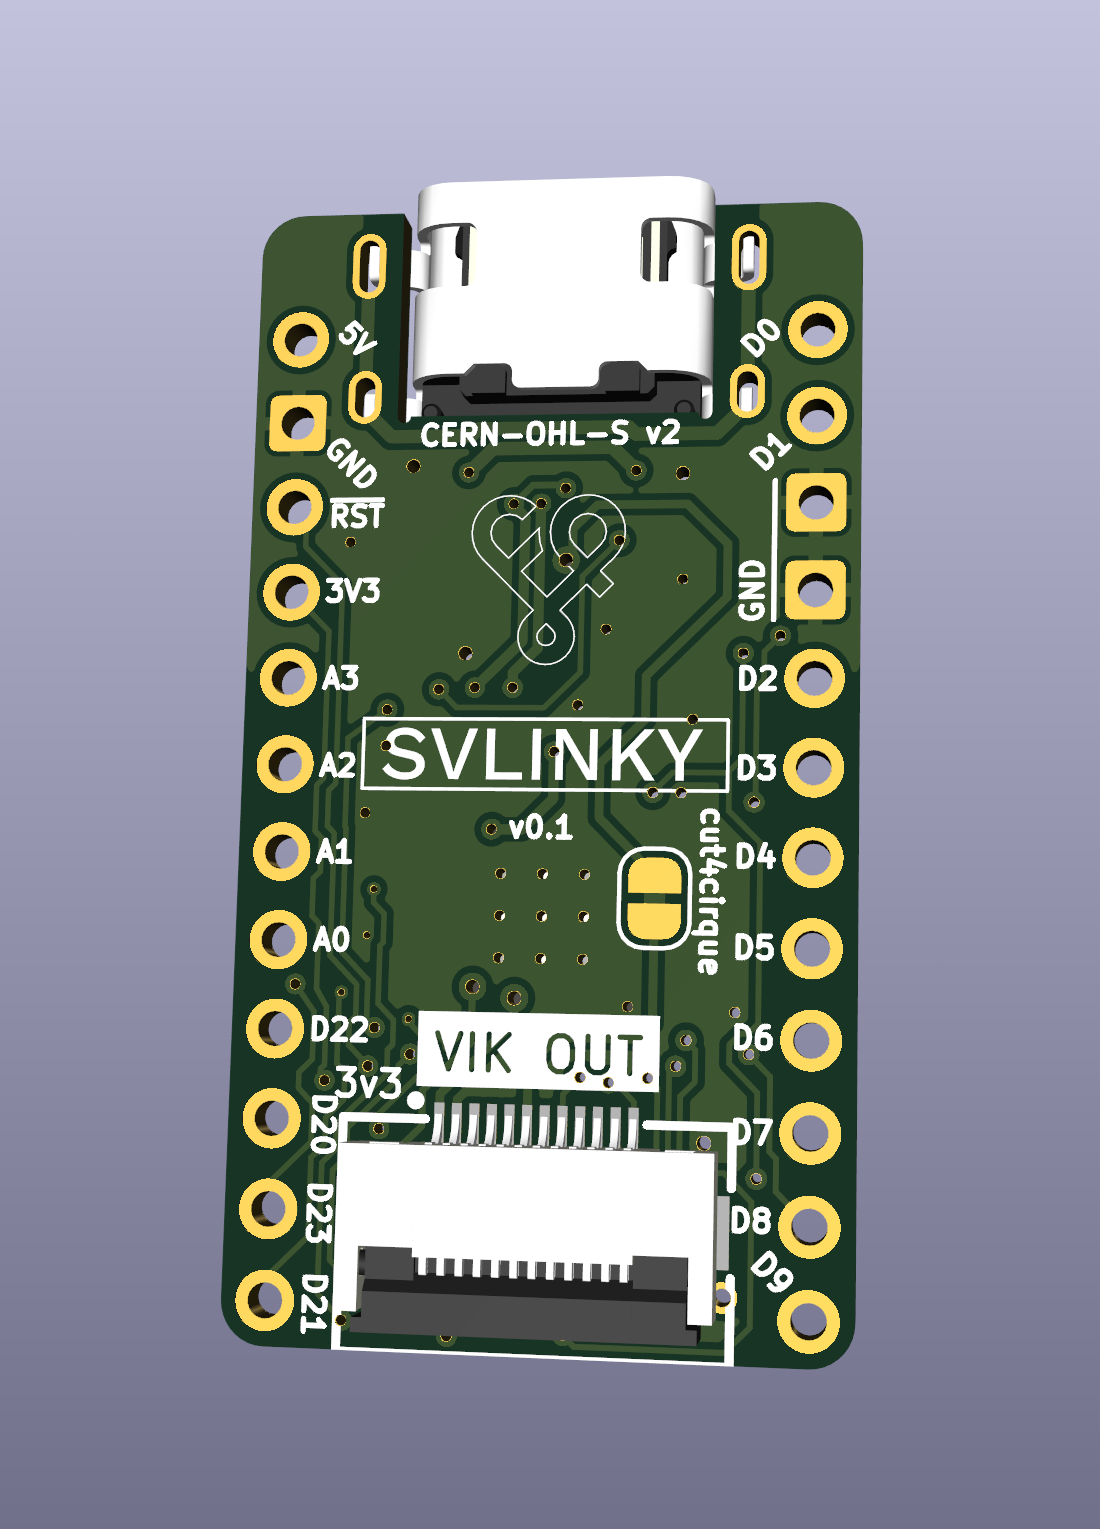 5V
D0
CERN-OHL-S v2
GND
D1
RST
3V3
GND
A3
D2
SVLINKY
A2
D3
v0.1
cut4cirque
A1
D4
A0
D5
D22
VIK OUT
D6
3v3
D20
D7
D23
D8
D9
D21